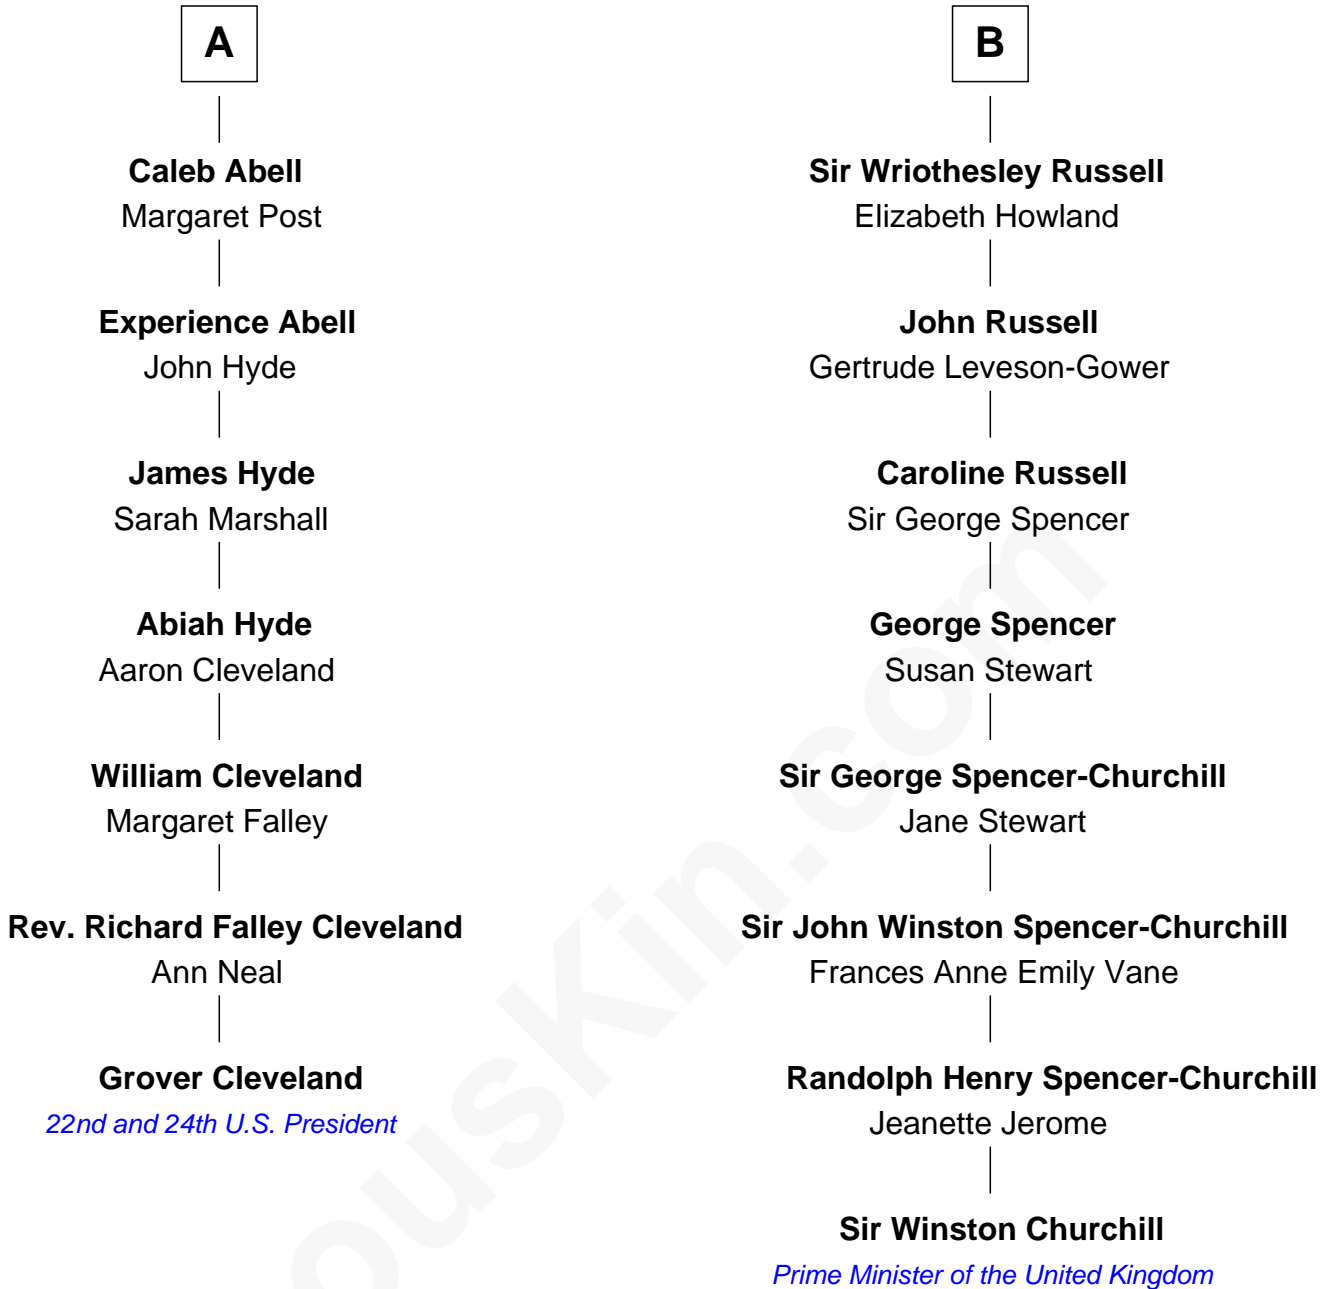 A
Caleb Abell
Margaret Post
Experience Abell
John Hyde
James Hyde
Sarah Marshall
Abiah Hyde
Aaron Cleveland
William Cleveland
Margaret Falley
Rev. Richard Falley Cleveland
Ann Neal
Grover Cleveland
22nd and 24th U.S. President
B
Sir Wriothesley Russell
Elizabeth Howland
John Russell
Gertrude Leveson-Gower
Caroline Russell
Sir George Spencer
George Spencer
Susan Stewart
Sir George Spencer-Churchill
Jane Stewart
Sir John Winston Spencer-Churchill
Frances Anne Emily Vane
Randolph Henry Spencer-Churchill
Jeanette Jerome
Sir Winston Churchill
Prime Minister of the United Kingdom
ousKin.com